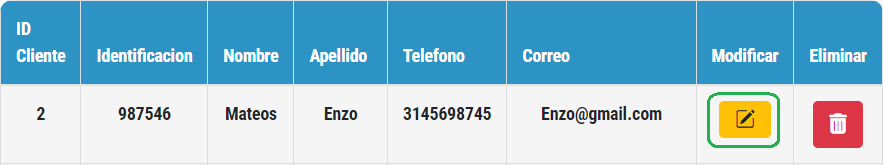 ID Cliente Identificacion Nombre Apellido Telefono Correo Modificar Eliminar
2 987546 Mateos Enzo 3145698745 Enzo@gmail.com